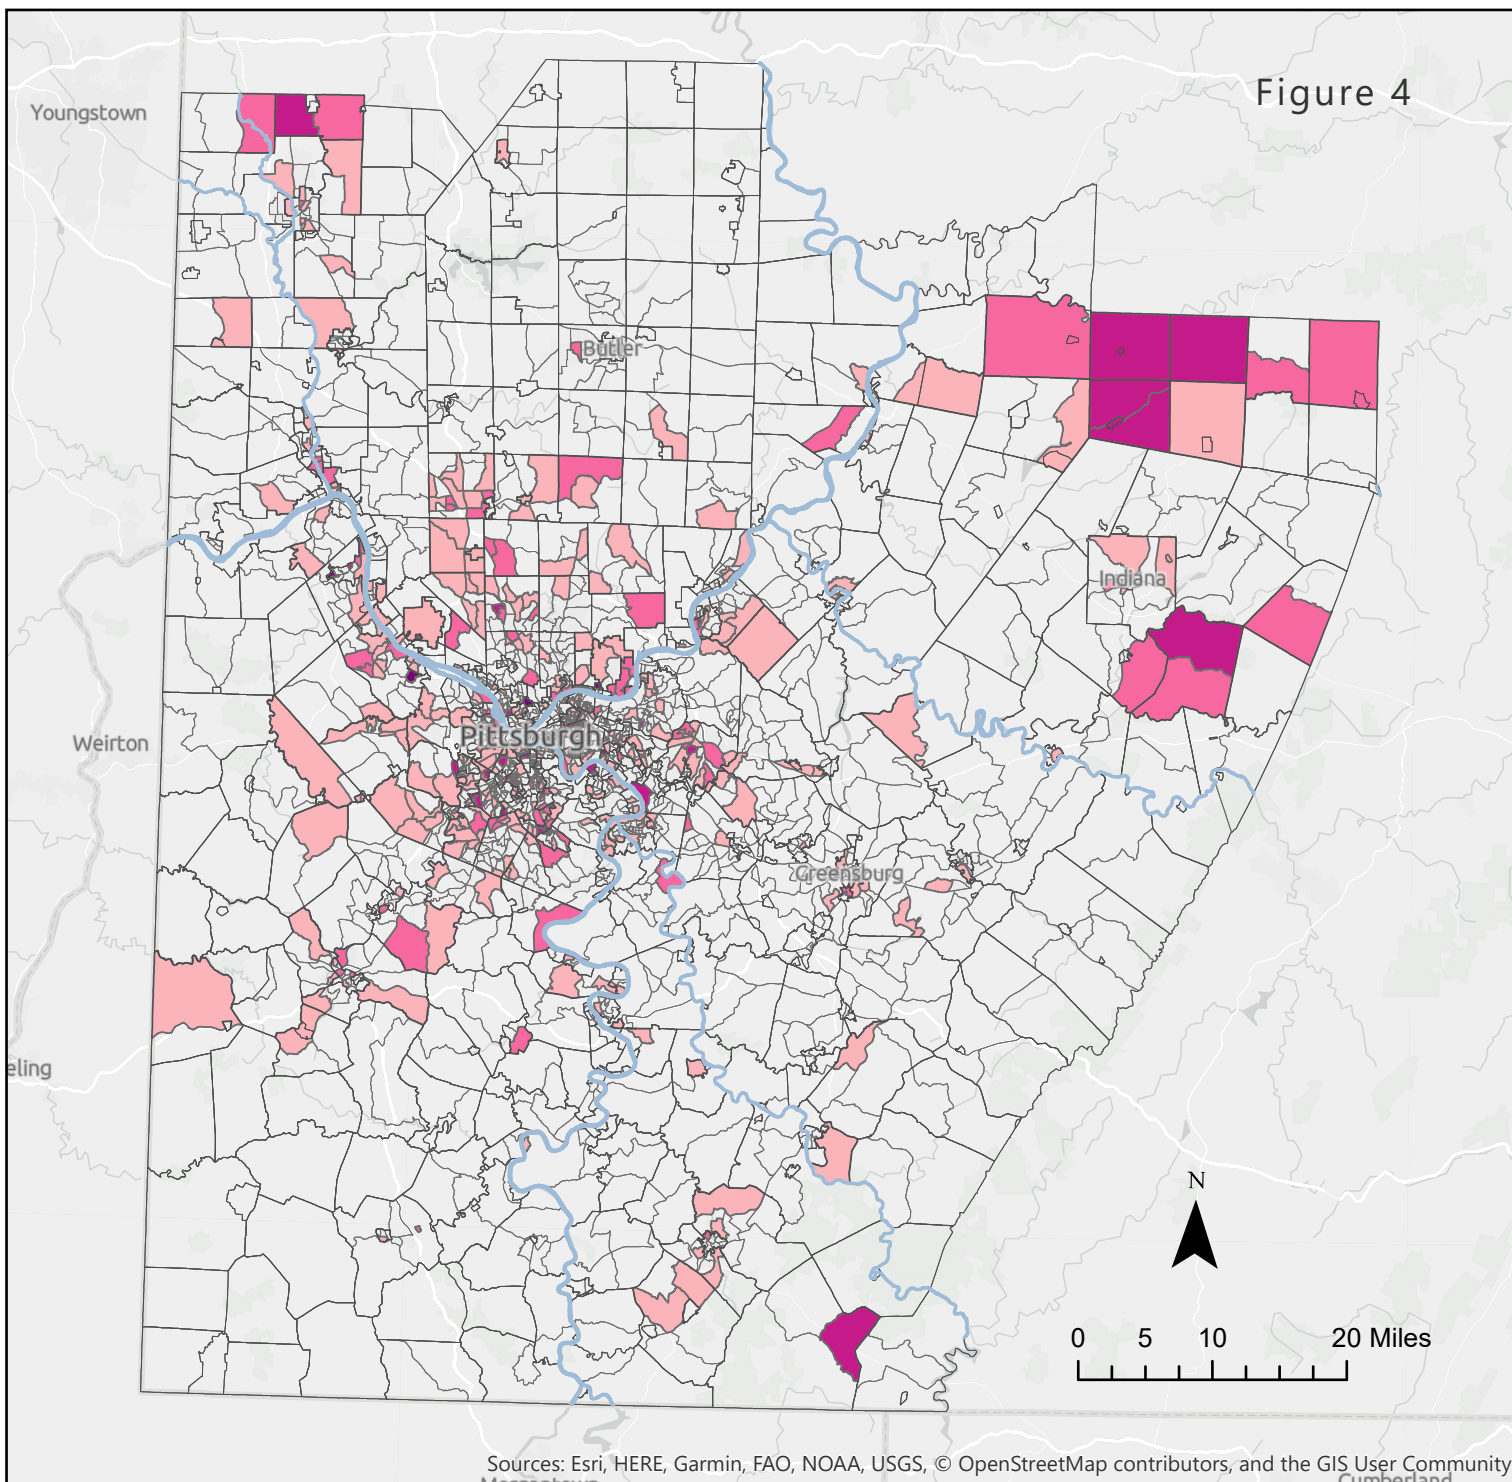 Figure 4
Youngstown
Butler
Indiana
Pittsburgh
Weirton
Greensburg
eling
N
0 5 10 20 Miles
Sources: Esri, HERE, Garmin, FAO, NOAA, USGS, © OpenStreetMap contributors, and the GIS User Community